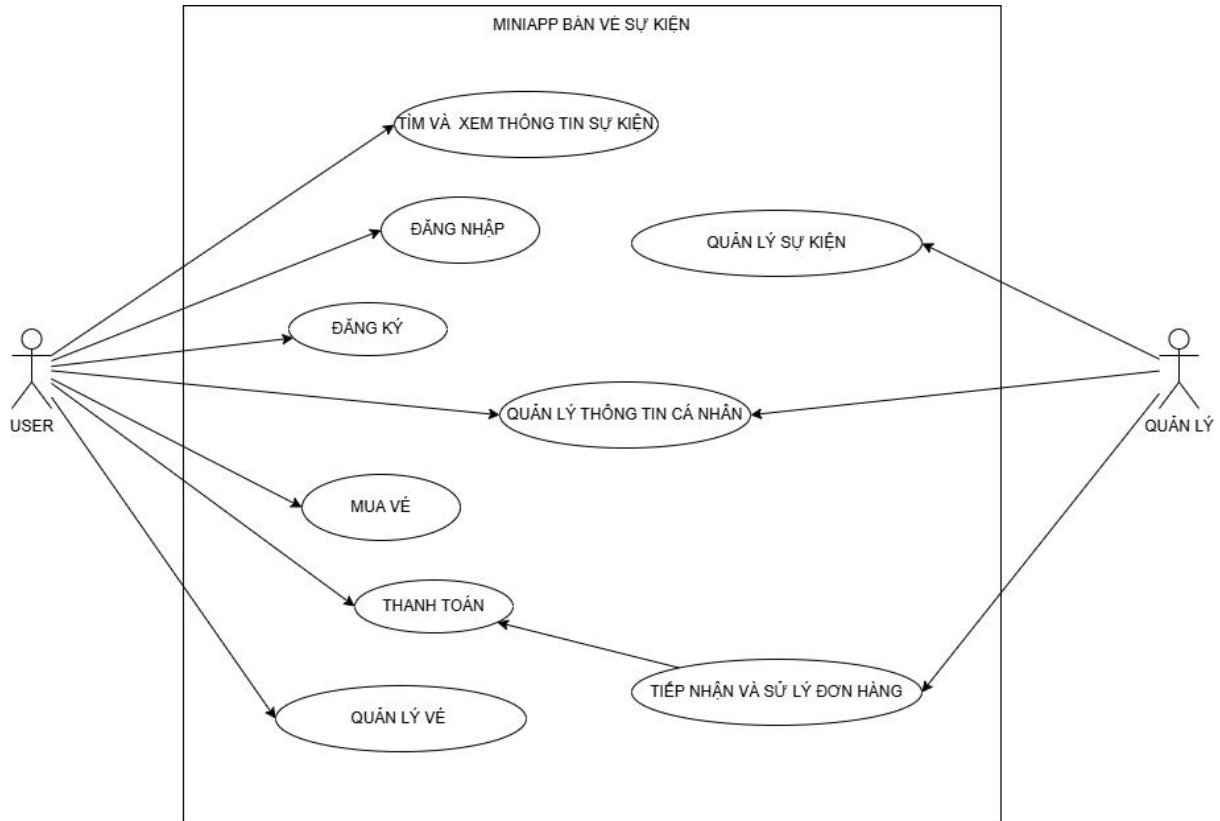 MINIAPP BÁN VÉ SỰ KIỆN
TÌM VÀ XEM THÔNG TIN SỰ KIỆN
ĐĂNG NHẬP
QUẢN LÝ SỰ KIỆN
ĐĂNG KÝ
QUẢN LÝ THÔNG TIN CÁ NHÂN
USER
QUẢN LÝ
MUA VÉ
THANH TOÁN
TIẾP NHẬN VÀ SỬ LÝ ĐƠN HÀNG
QUẢN LÝ VÉ